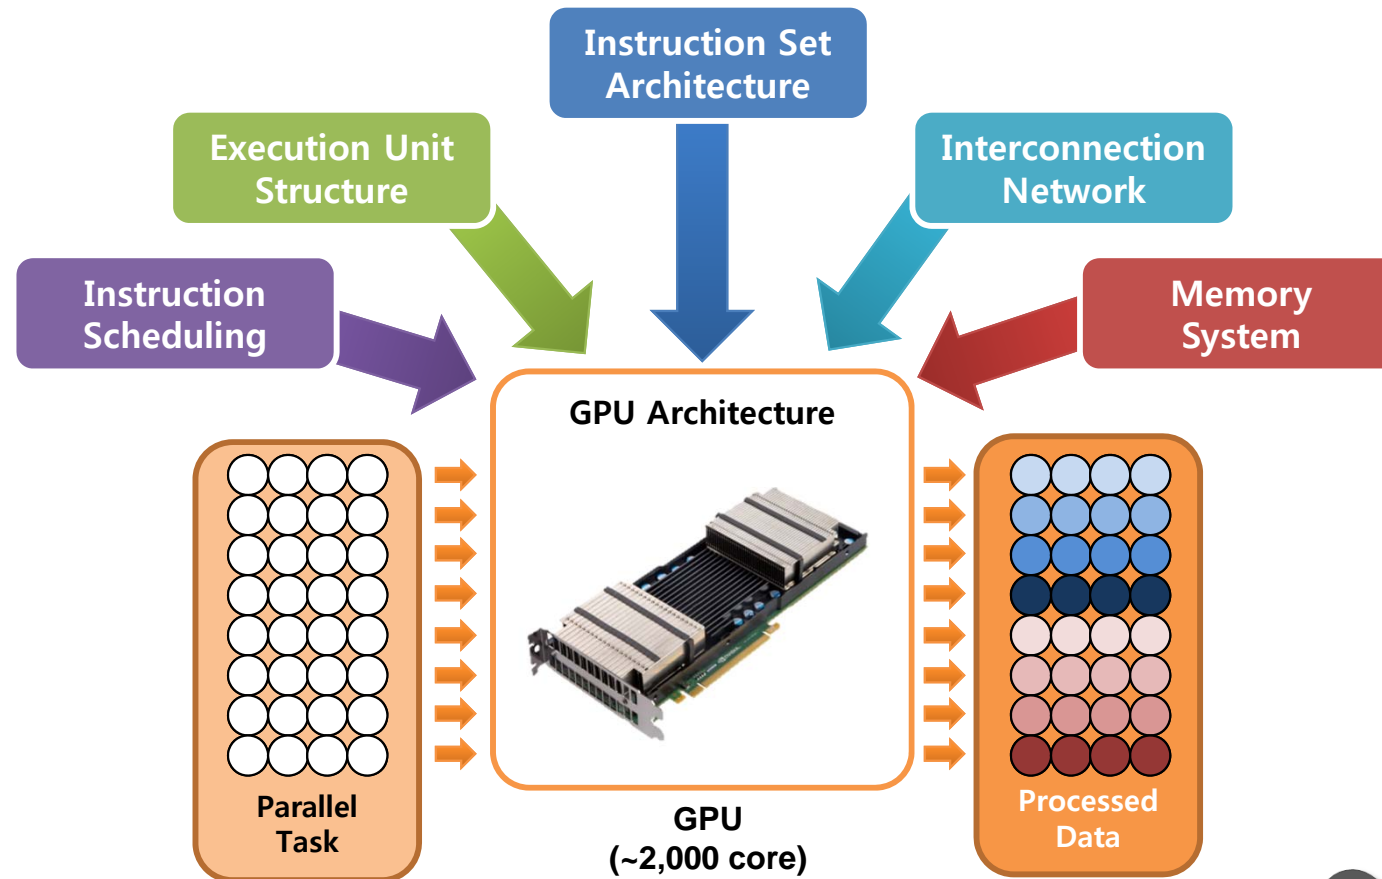 Instruction Set
Architecture
Execution Unit
Structure
Interconnection
Network
Instruction
Scheduling
Memory
System
GPU Architecture
Parallel
Task
GPU
(~2,000 core)
Processed
Data